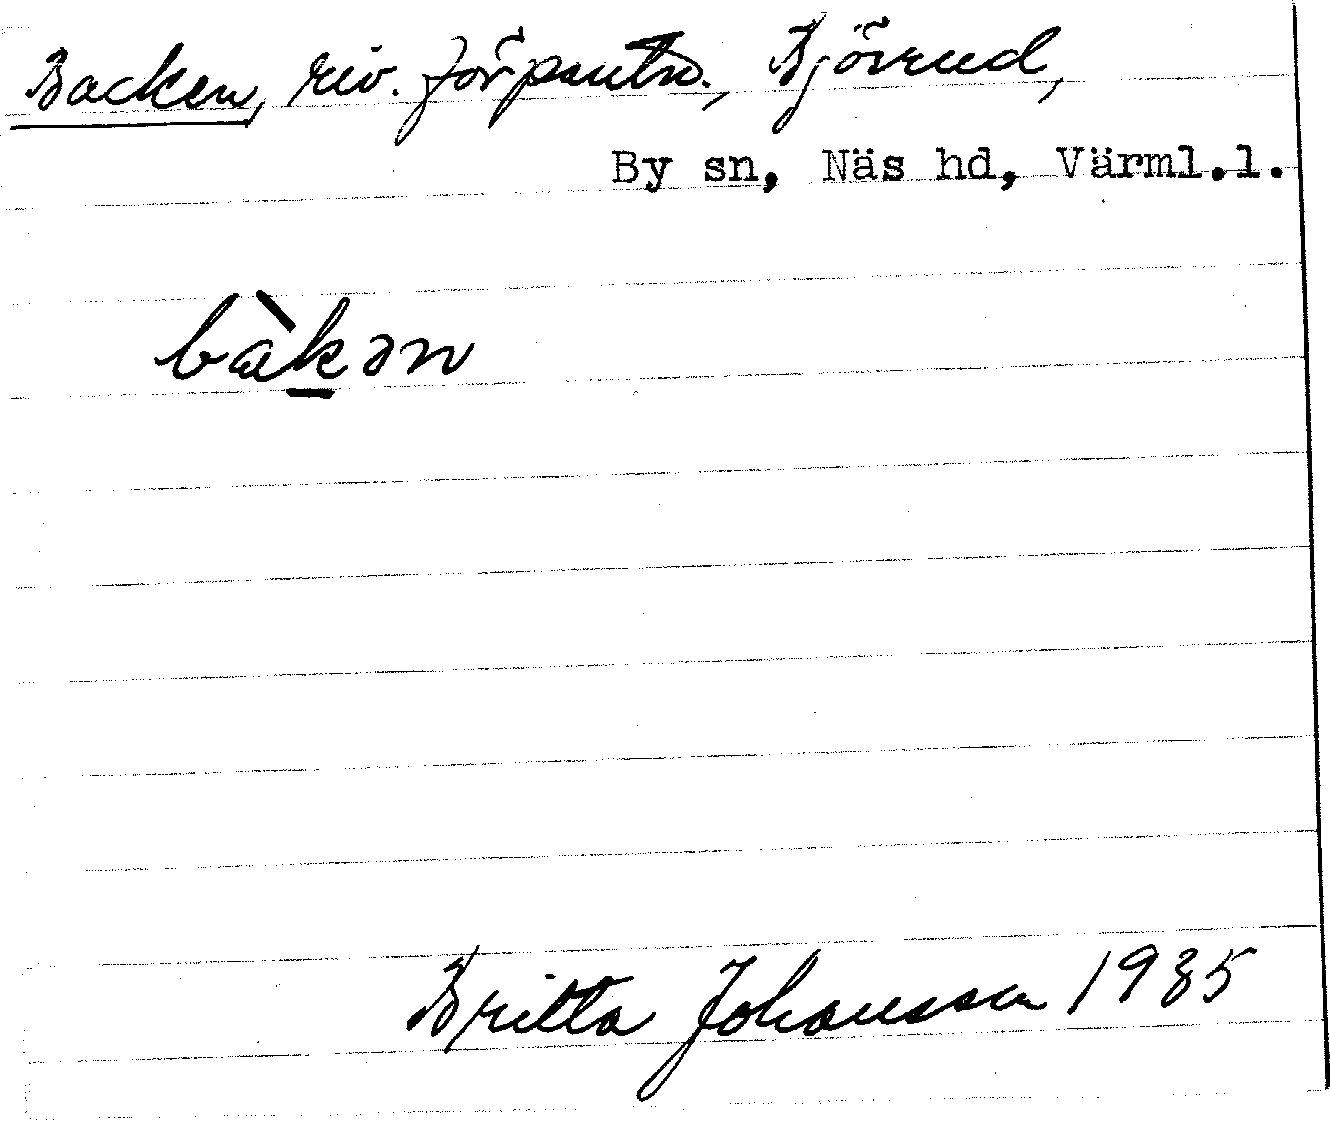 Backen, riv. förpantn., Björud,
By sn, Näs hd, Värml.l.
bàkən
Britta Johansson 1985